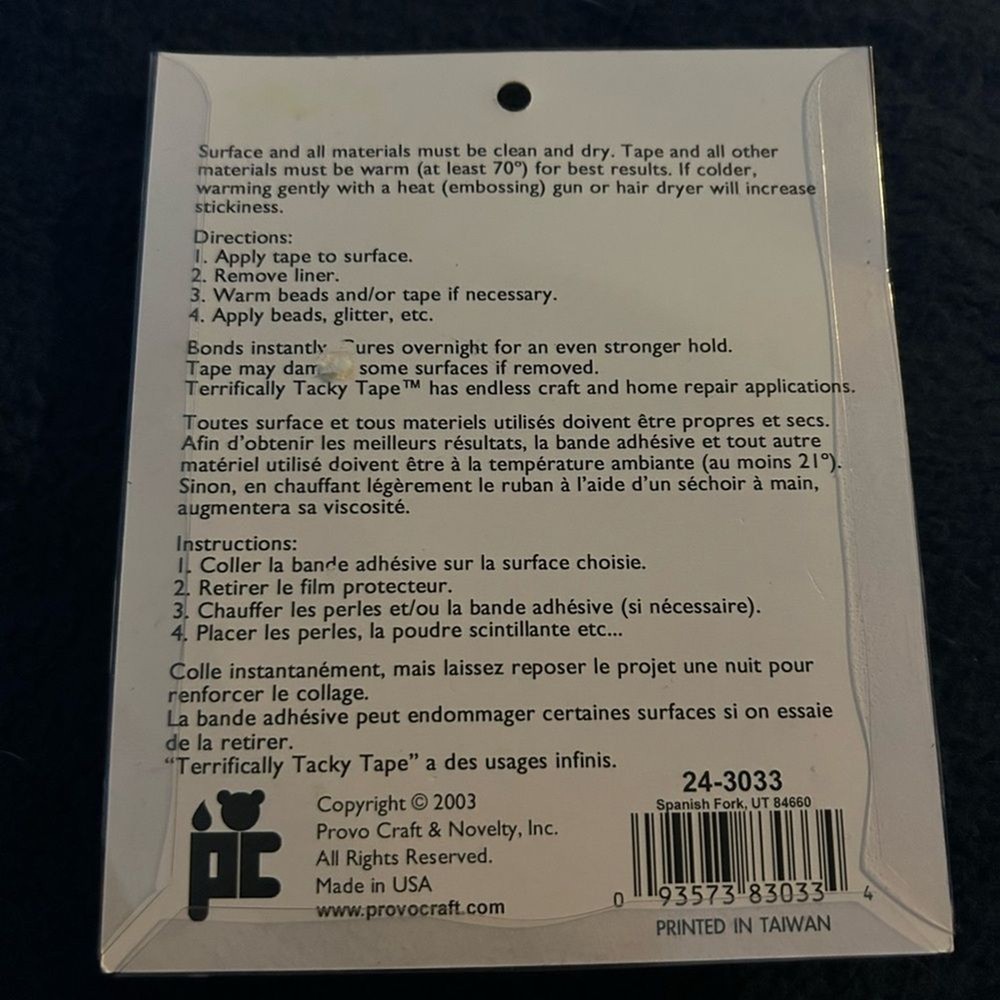 Surface and all materials must be clean and dry. Tape and all other
materials must be warm (at least 70°) for best results. If colder,
warming gently with a heat (embossing) gun or hair dryer will increase
stickiness.
Directions:
1. Apply tape to surface.
2. Remove liner.
3. Warm beads and/or tape if necessary.
4. Apply beads, glitter, etc.
Bonds instantly. Cures overnight for an even stronger hold.
Tape may damage some surfaces if removed.
Terrifically Tacky Tape™ has endless craft and home repair applications.
Toutes surface et tous materiels utilisés doivent être propres et secs.
Afin d'obtenir les meilleurs résultats, la bande adhésive et tout autre
matériel utilisé doivent être à la température ambiante (au moins 21°).
Sinon, en chauffant légèrement le ruban à l'aide d'un séchoir à main,
augmentera sa viscosité.
Instructions:
1. Coller la bande adhésive sur la surface choisie.
2. Retirer le film protecteur.
3. Chauffer les perles et/ou la bande adhésive (si nécessaire).
4. Placer les perles, la poudre scintillante etc...
Colle instantanément, mais laissez reposer le projet une nuit pour
renforcer le collage.
La bande adhésive peut endommager certaines surfaces si on essaie
de la retirer.
“Terrifically Tacky Tape” a des usages infinis.
pc
Copyright © 2003
Provo Craft & Novelty, Inc.
All Rights Reserved.
Made in USA
www.provocraft.com
24-3033
Spanish Fork, UT 84660
0 93573 83033 4
PRINTED IN TAIWAN